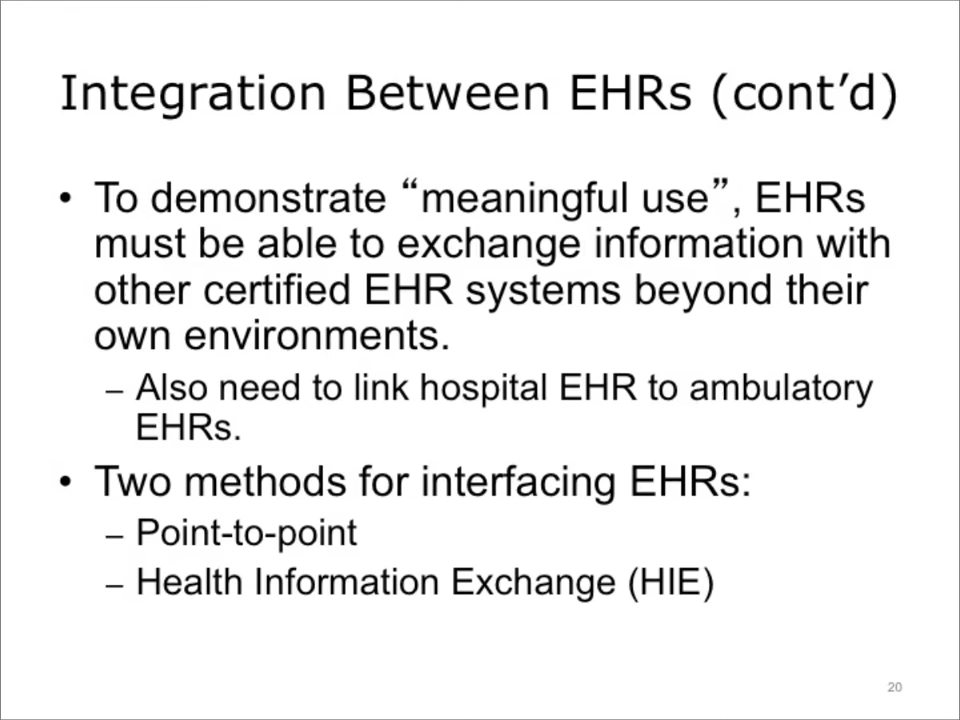 Integration Between EHRs (cont’d)
• To demonstrate “meaningful use”, EHRs
must be able to exchange information with
other certified EHR systems beyond their
own environments.
– Also need to link hospital EHR to ambulatory
EHRs.
• Two methods for interfacing EHRs:
– Point-to-point
– Health Information Exchange (HIE)
20